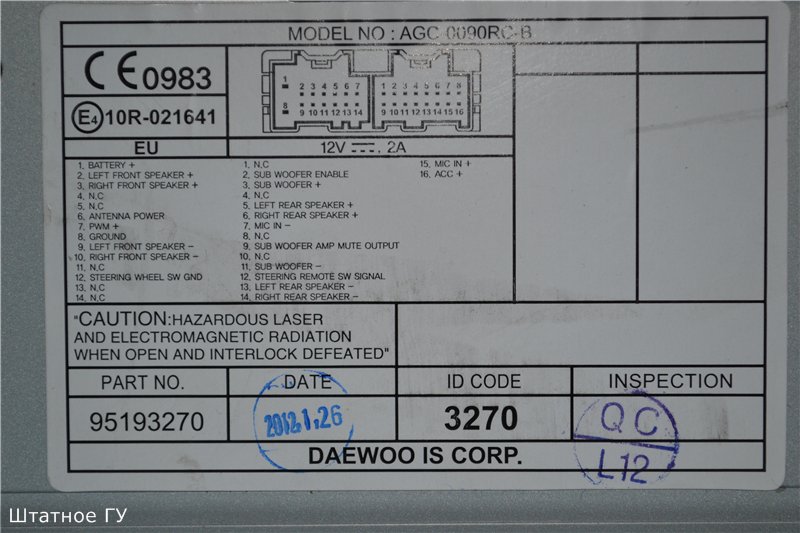 MODEL NO : AGC-0090RC-B
CE0983
E4 10R-021641
1 2 3 4 5 6 7
8 9 10 11 12 13 14
1 2 3 4 5 6 7 8
9 10 11 12 13 14 15 16
EU
12V ⎓, 2A
1. BATTERY +
2. LEFT FRONT SPEAKER +
3. RIGHT FRONT SPEAKER +
4. N,C
5. N,C
6. ANTENNA POWER
7. PWM +
8. GROUND
9. LEFT FRONT SPEAKER -
10. RIGHT FRONT SPEAKER -
11. N,C
12. STEERING WHEEL SW GND
13. N,C
14. N,C
1. N,C
2. SUB WOOFER ENABLE
3. SUB WOOFER +
4. N,C
5. LEFT REAR SPEAKER +
6. RIGHT REAR SPEAKER +
7. MIC IN -
8. N,C
9. SUB WOOFER AMP MUTE OUTPUT
10. N,C
11. SUB WOOFER -
12. STEERING REMOTE SW SIGNAL
13. LEFT REAR SPEAKER -
14. RIGHT REAR SPEAKER -
15. MIC IN +
16. ACC +
"CAUTION:HAZARDOUS LASER
AND ELECTROMAGNETIC RADIATION
WHEN OPEN AND INTERLOCK DEFEATED"
PART NO. DATE ID CODE INSPECTION
95193270 2012.1.26 3270 QC
L12
DAEWOO IS CORP.
Штатное ГУ